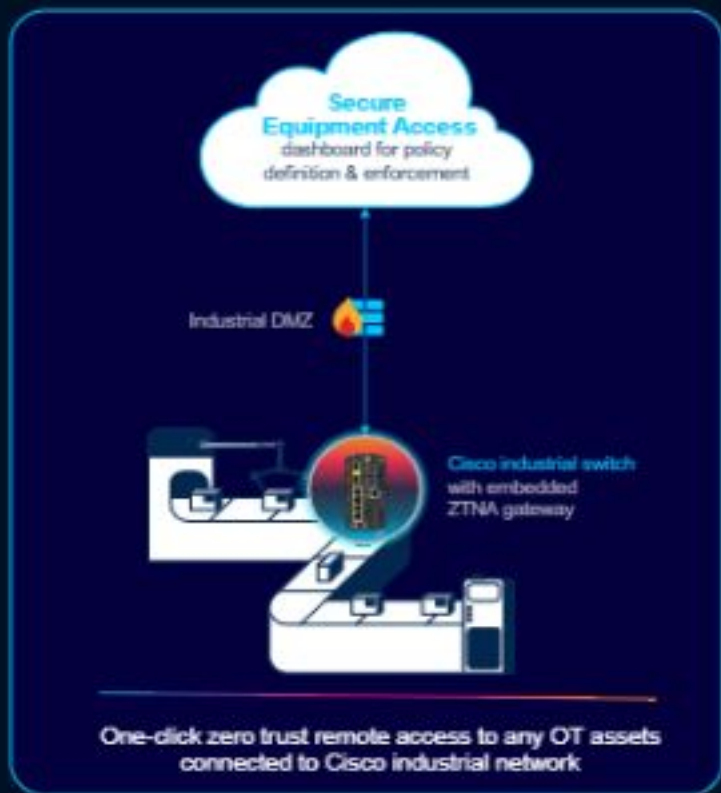 Secure
Equipment Access
dashboard for policy
definition & enforcement
Industrial DMZ
Cisco industrial switch
with embedded
ZTNA gateway
One-click zero trust remote access to any OT assets
connected to Cisco industrial network